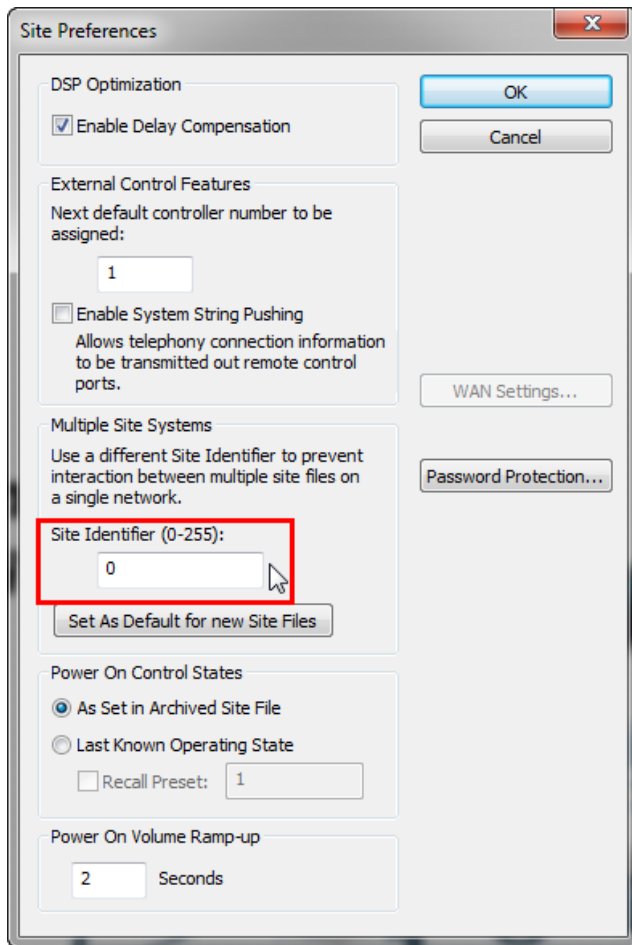 Site Preferences
DSP Optimization
OK
Enable Delay Compensation
Cancel
External Control Features
Next default controller number to be
assigned:
1
Enable System String Pushing
Allows telephony connection information
to be transmitted out remote control
ports.
WAN Settings...
Multiple Site Systems
Use a different Site Identifier to prevent
interaction between multiple site files on
a single network.
Password Protection...
Site Identifier (0-255):
0
Set As Default for new Site Files
Power On Control States
As Set in Archived Site File
Last Known Operating State
Recall Preset: 1
Power On Volume Ramp-up
2 Seconds